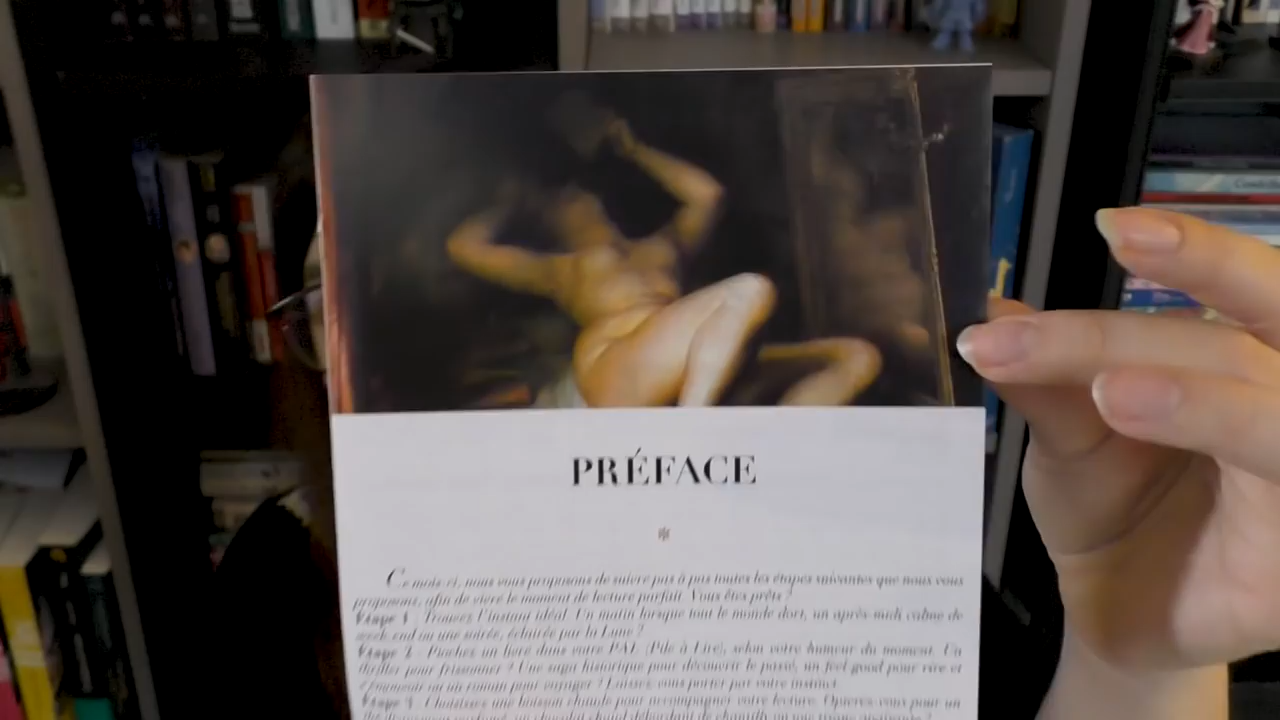 PRÉFACE
Ce mois-ci, nous vous proposons de suivre pas à pas toutes les étapes suivantes que nous vous
proposons, afin de vivre le moment de lecture parfait. Vous êtes prêts ?
Étape 1 : Trouvez l'instant idéal. Un matin lorsque tout le monde dort, un après-midi calme de
week-end ou une soirée, éclairée par la Lune ?
Étape 2 : Piochez un livre dans votre PAL (Pile à Lire), selon votre humeur du moment. Un
thriller pour frissonner ? Une saga historique pour découvrir le passé, un feel good pour rire et
s'émouvoir ou un roman pour voyager ? Laissez-vous porter par votre instinct.
Étape 3 : Choisissez une boisson chaude pour accompagner votre lecture. Opterez-vous pour un